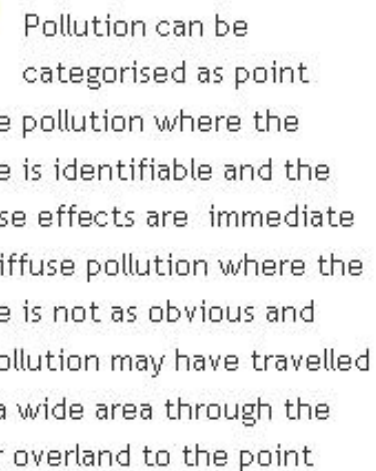 Pollution can be
categorised as point
e pollution where the
e is identifiable and the
se effects are immediate
iffuse pollution where the
e is not as obvious and
ollution may have travelled
a wide area through the
r overland to the point